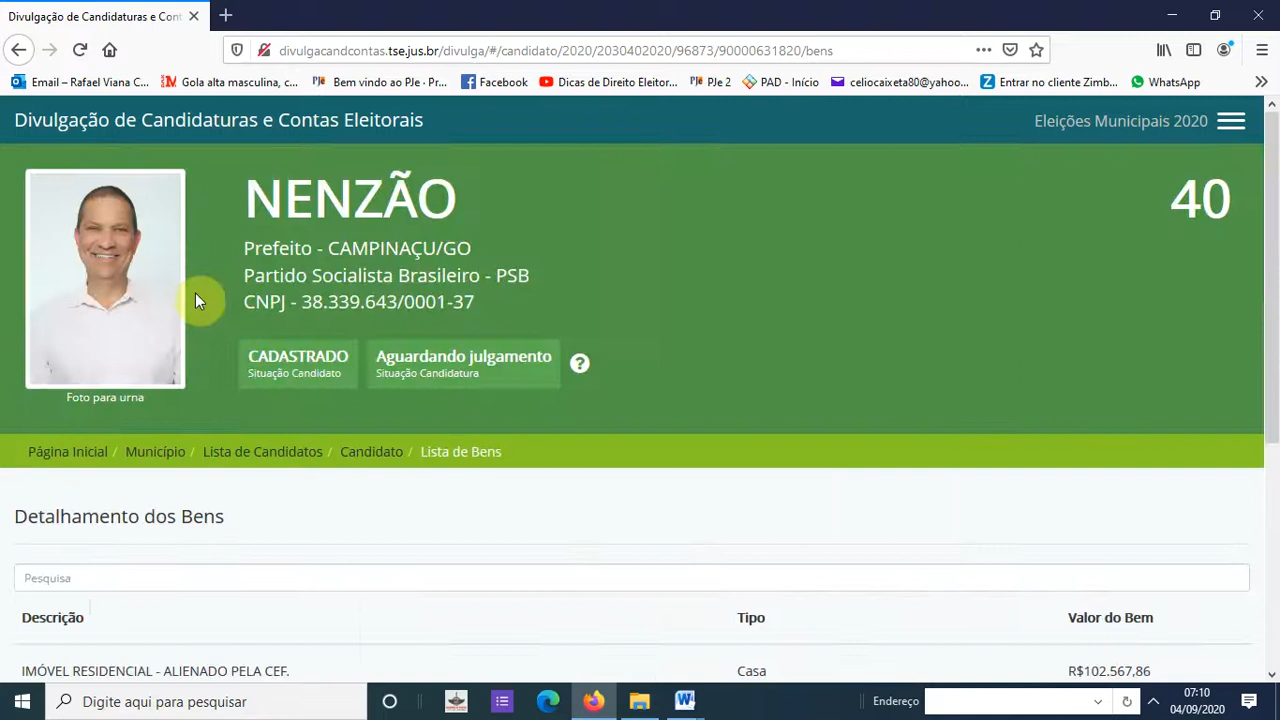 Divulgação de Candidaturas e Cont
divulgacandcontas.tse.jus.br/divulga/#/candidato/2020/2030402020/96873/90000631820/bens
Email – Rafael Viana C... Gola alta masculina, c... Bem vindo ao PJe - Pr... Facebook Dicas de Direito Eleitor... PJe 2 PAD - Início celiocaixeta80@yahoo... Entrar no cliente Zimb... WhatsApp
Divulgação de Candidaturas e Contas Eleitorais Eleições Municipais 2020
NENZÃO 40
Prefeito - CAMPINAÇU/GO
Partido Socialista Brasileiro - PSB
CNPJ - 38.339.643/0001-37
CADASTRADO Aguardando julgamento ?
Situação Candidato Situação Candidatura
Foto para urna
Página Inicial / Município / Lista de Candidatos / Candidato / Lista de Bens
Detalhamento dos Bens
Pesquisa
Descrição Tipo Valor do Bem
IMÓVEL RESIDENCIAL - ALIENADO PELA CEF. Casa R$102.567,86
Digite aqui para pesquisar Endereço 07:10
04/09/2020